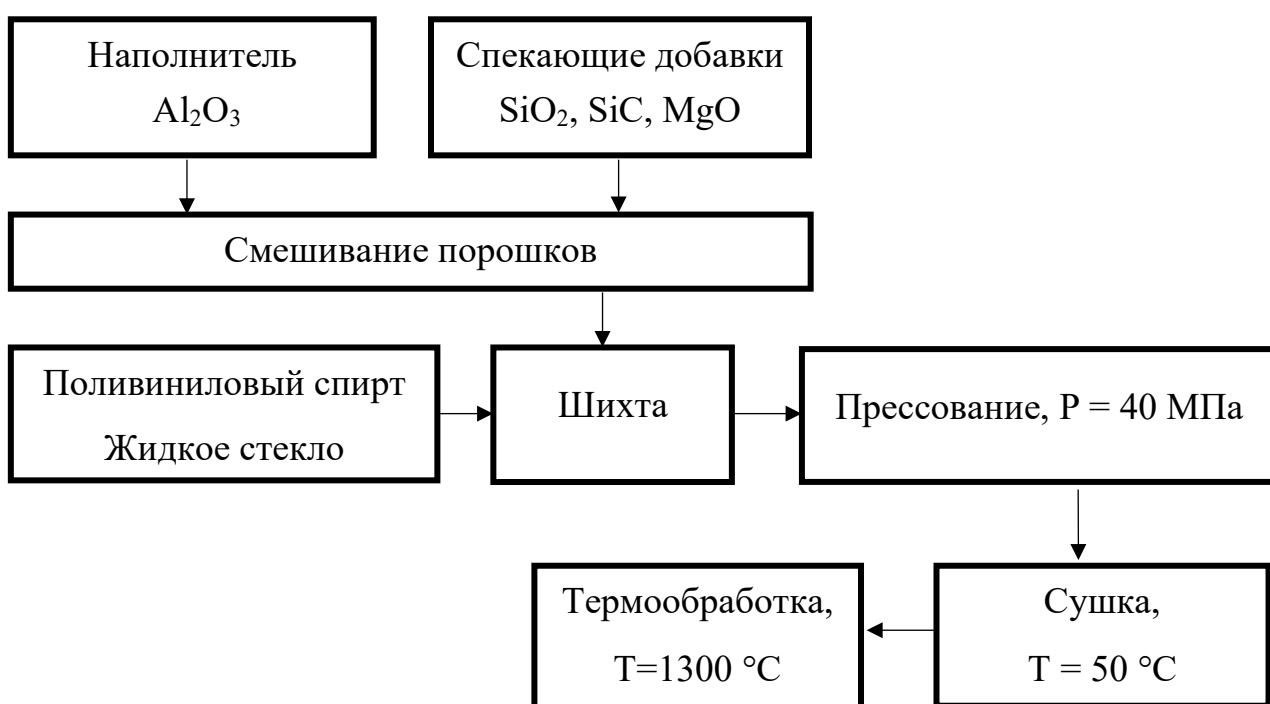 Наполнитель
Al₂O₃
Спекающие добавки
SiO₂, SiC, MgO
Смешивание порошков
Поливиниловый спирт
Жидкое стекло
Шихта
Прессование, P = 40 МПа
Термообработка,
T=1300 °C
Сушка,
T = 50 °C